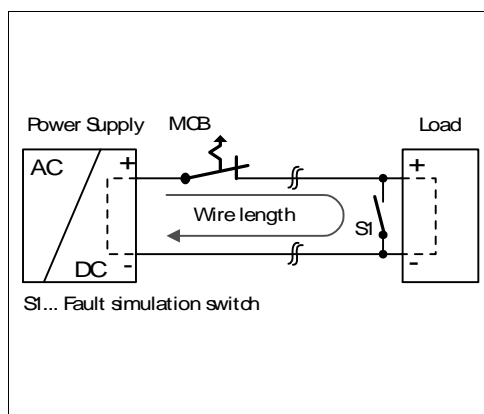 Power Supply MCB Load
AC + +
Wire length
S1
DC - -
S1... Fault simulation switch